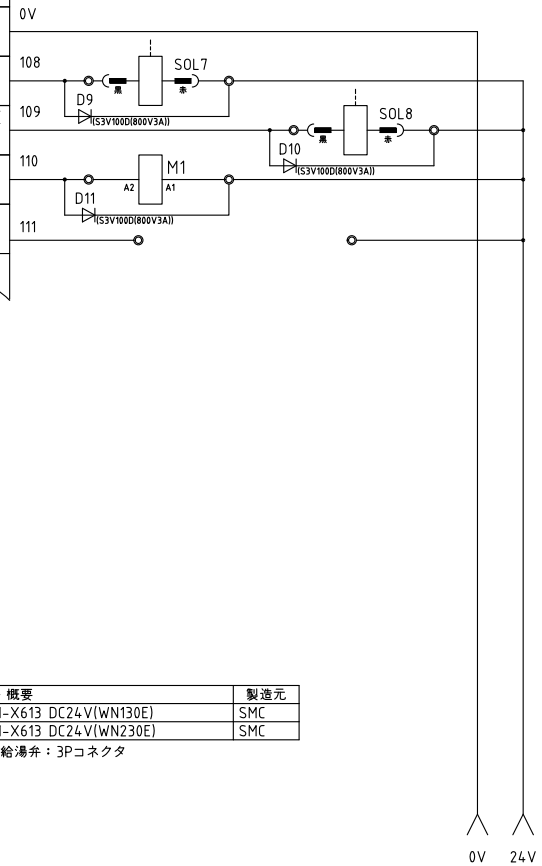 0V
108
SOL7
黒
赤
D9
(S3V100D(800V3A))
109
SOL8
黒
赤
D10
(S3V100D(800V3A))
110
M1
A2
A1
D11
(S3V100D(800V3A))
111
概要 製造元
-X613 DC24V(WN130E) SMC
-X613 DC24V(WN230E) SMC
給湯弁：3Pコネクタ
0V 24V